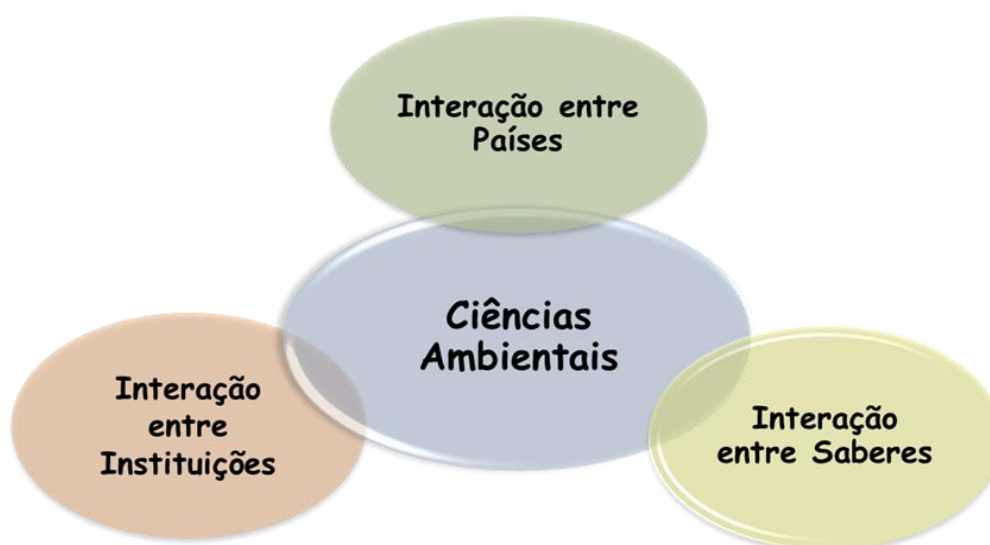 Interação entre
Países
Ciências
Ambientais
Interação
entre
Instituições
Interação
entre Saberes